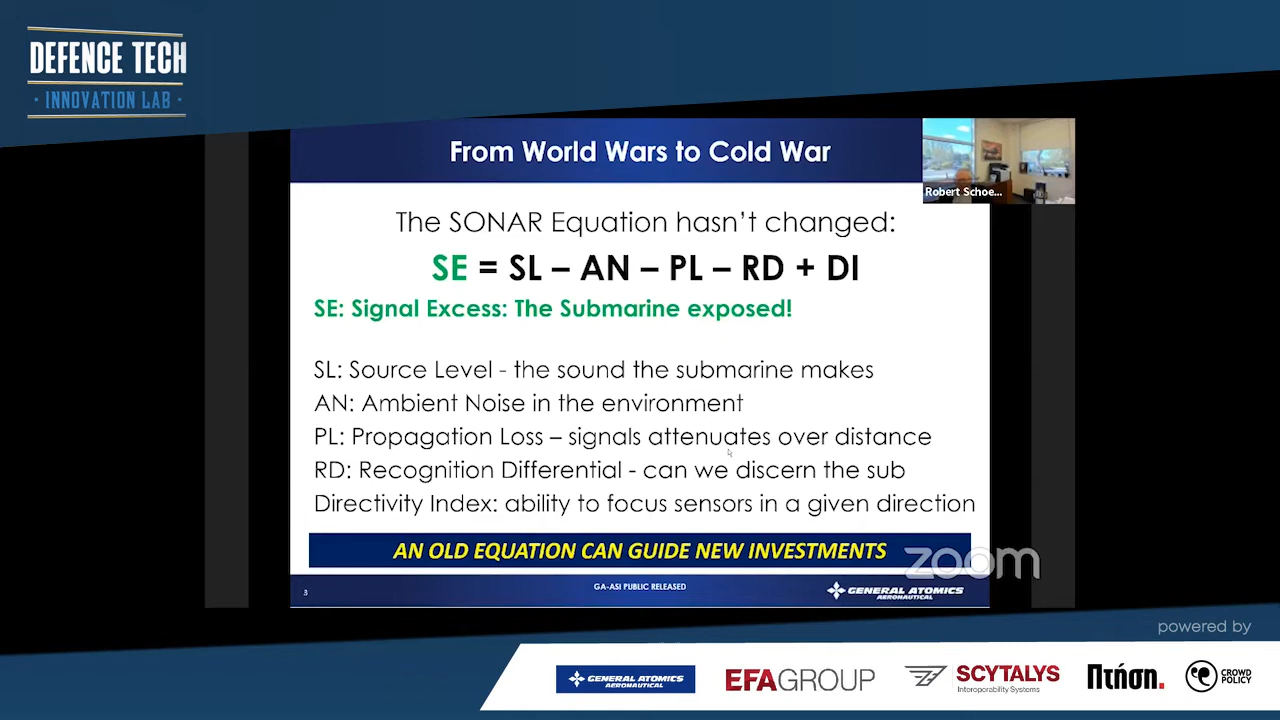 DEFENCE TECH
· INNOVATION LAB ·
From World Wars to Cold War
Robert Schoe...
The SONAR Equation hasn't changed:
SE = SL – AN – PL – RD + DI
SE: Signal Excess: The Submarine exposed!
SL: Source Level - the sound the submarine makes
AN: Ambient Noise in the environment
PL: Propagation Loss – signals attenuates over distance
RD: Recognition Differential - can we discern the sub
Directivity Index: ability to focus sensors in a given direction
AN OLD EQUATION CAN GUIDE NEW INVESTMENTS
zoom
3
GA-ASI PUBLIC RELEASED
GENERAL ATOMICS
AERONAUTICAL
powered by
GENERAL ATOMICS
AERONAUTICAL
EFAGROUP
SCYTALYS
Interoperability Systems
Πτήση.
CROWD
POLICY